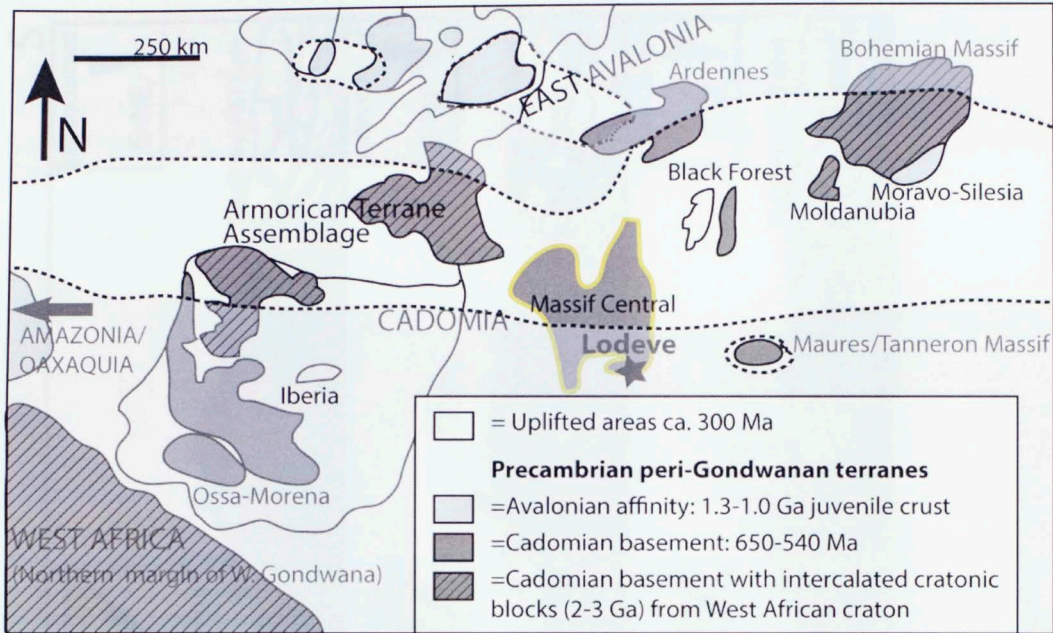 250 km
N
EAST AVALONIA
Ardennes
Bohemian Massif
Black Forest
Moravo-Silesia
Moldanubia
Armorican Terrane
Assemblage
AMAZONIA/
OAXAQUIA
CADOMIA
Massif Central
Lodeve
Maures/Tanneron Massif
Iberia
Ossa-Morena
WEST AFRICA
(Northern margin of W. Gondwana)
= Uplifted areas ca. 300 Ma
Precambrian peri-Gondwanan terranes
=Avalonian affinity: 1.3-1.0 Ga juvenile crust
=Cadomian basement: 650-540 Ma
=Cadomian basement with intercalated cratonic
blocks (2-3 Ga) from West African craton